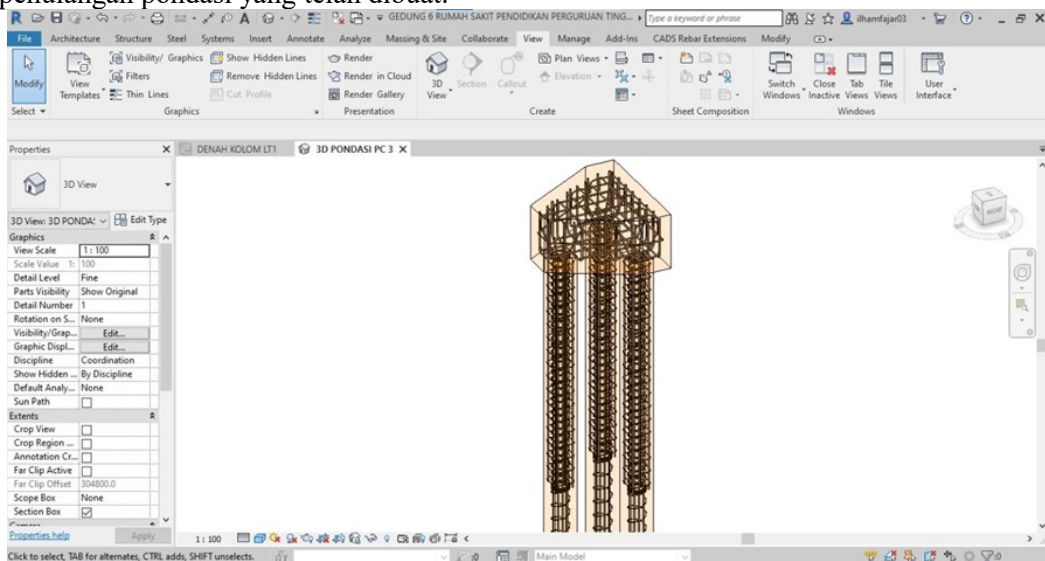 penulangan pondasi yang telah dibuat.
GEDUNG 6 RUMAH SAKIT PENDIDIKAN PERGURUAN TING...
Type a keyword or phrase
ilhamfajar03
File Architecture Structure Steel Systems Insert Annotate Analyze Massing & Site Collaborate View Manage Add-Ins CADS Rebar Extensions Modify
Modify
View Templates
Visibility/ Graphics
Filters
Thin Lines
Show Hidden Lines
Remove Hidden Lines
Cut Profile
Render
Render in Cloud
Render Gallery
3D View
Section
Callout
Plan Views
Elevation
Switch Windows
Close Inactive
Tab Views
Tile Views
User Interface
Select
Graphics
Presentation
Create
Sheet Composition
Windows
Properties
DENAH KOLOM LT1
3D PONDASI PC 3
3D View
3D View: 3D PONDA:
Edit Type
Graphics
View Scale 1 : 100
Scale Value 1: 100
Detail Level Fine
Parts Visibility Show Original
Detail Number 1
Rotation on S... None
Visibility/Grap... Edit...
Graphic Displ... Edit...
Discipline Coordination
Show Hidden ... By Discipline
Default Analy... None
Sun Path
Extents
Crop View
Crop Region ...
Annotation Cr...
Far Clip Active
Far Clip Offset 304800.0
Scope Box None
Section Box
Properties help
Apply
RIGHT
1 : 100
Click to select, TAB for alternates, CTRL adds, SHIFT unselects.
:0
Main Model
:0